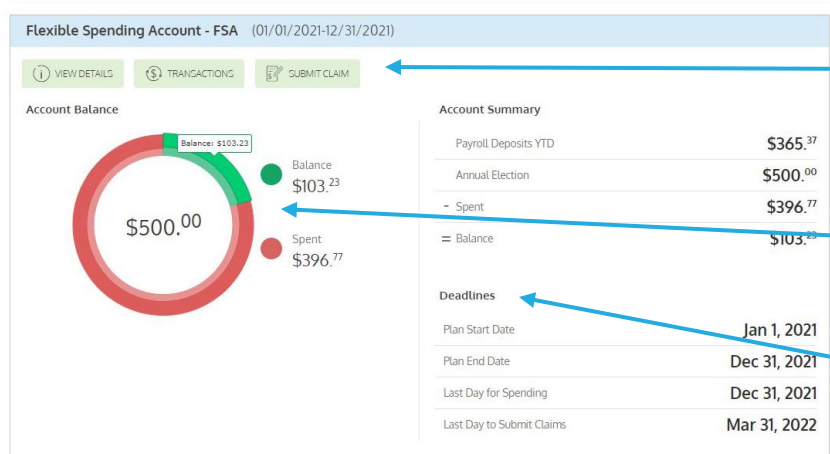 Flexible Spending Account - FSA (01/01/2021-12/31/2021)
VIEW DETAILS TRANSACTIONS SUBMIT CLAIM
Account Balance
Balance: $103.23
$500.00
Balance
$103.23
Spent
$396.77
Account Summary
Payroll Deposits YTD $365.37
Annual Election $500.00
- Spent $396.77
= Balance $103.23
Deadlines
Plan Start Date Jan 1, 2021
Plan End Date Dec 31, 2021
Last Day for Spending Dec 31, 2021
Last Day to Submit Claims Mar 31, 2022